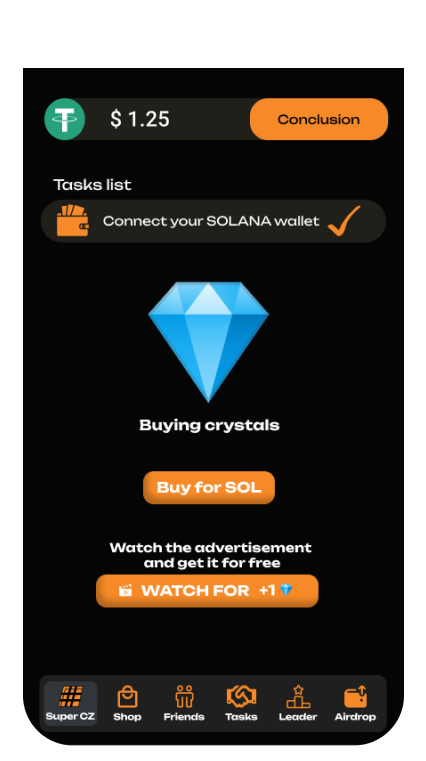 $ 1.25
Conclusion
Tasks list
Connect your SOLANA wallet
Buying crystals
Buy for SOL
Watch the advertisement
and get it for free
WATCH FOR +1
Super CZ
Shop
Friends
Tasks
Leader
Airdrop